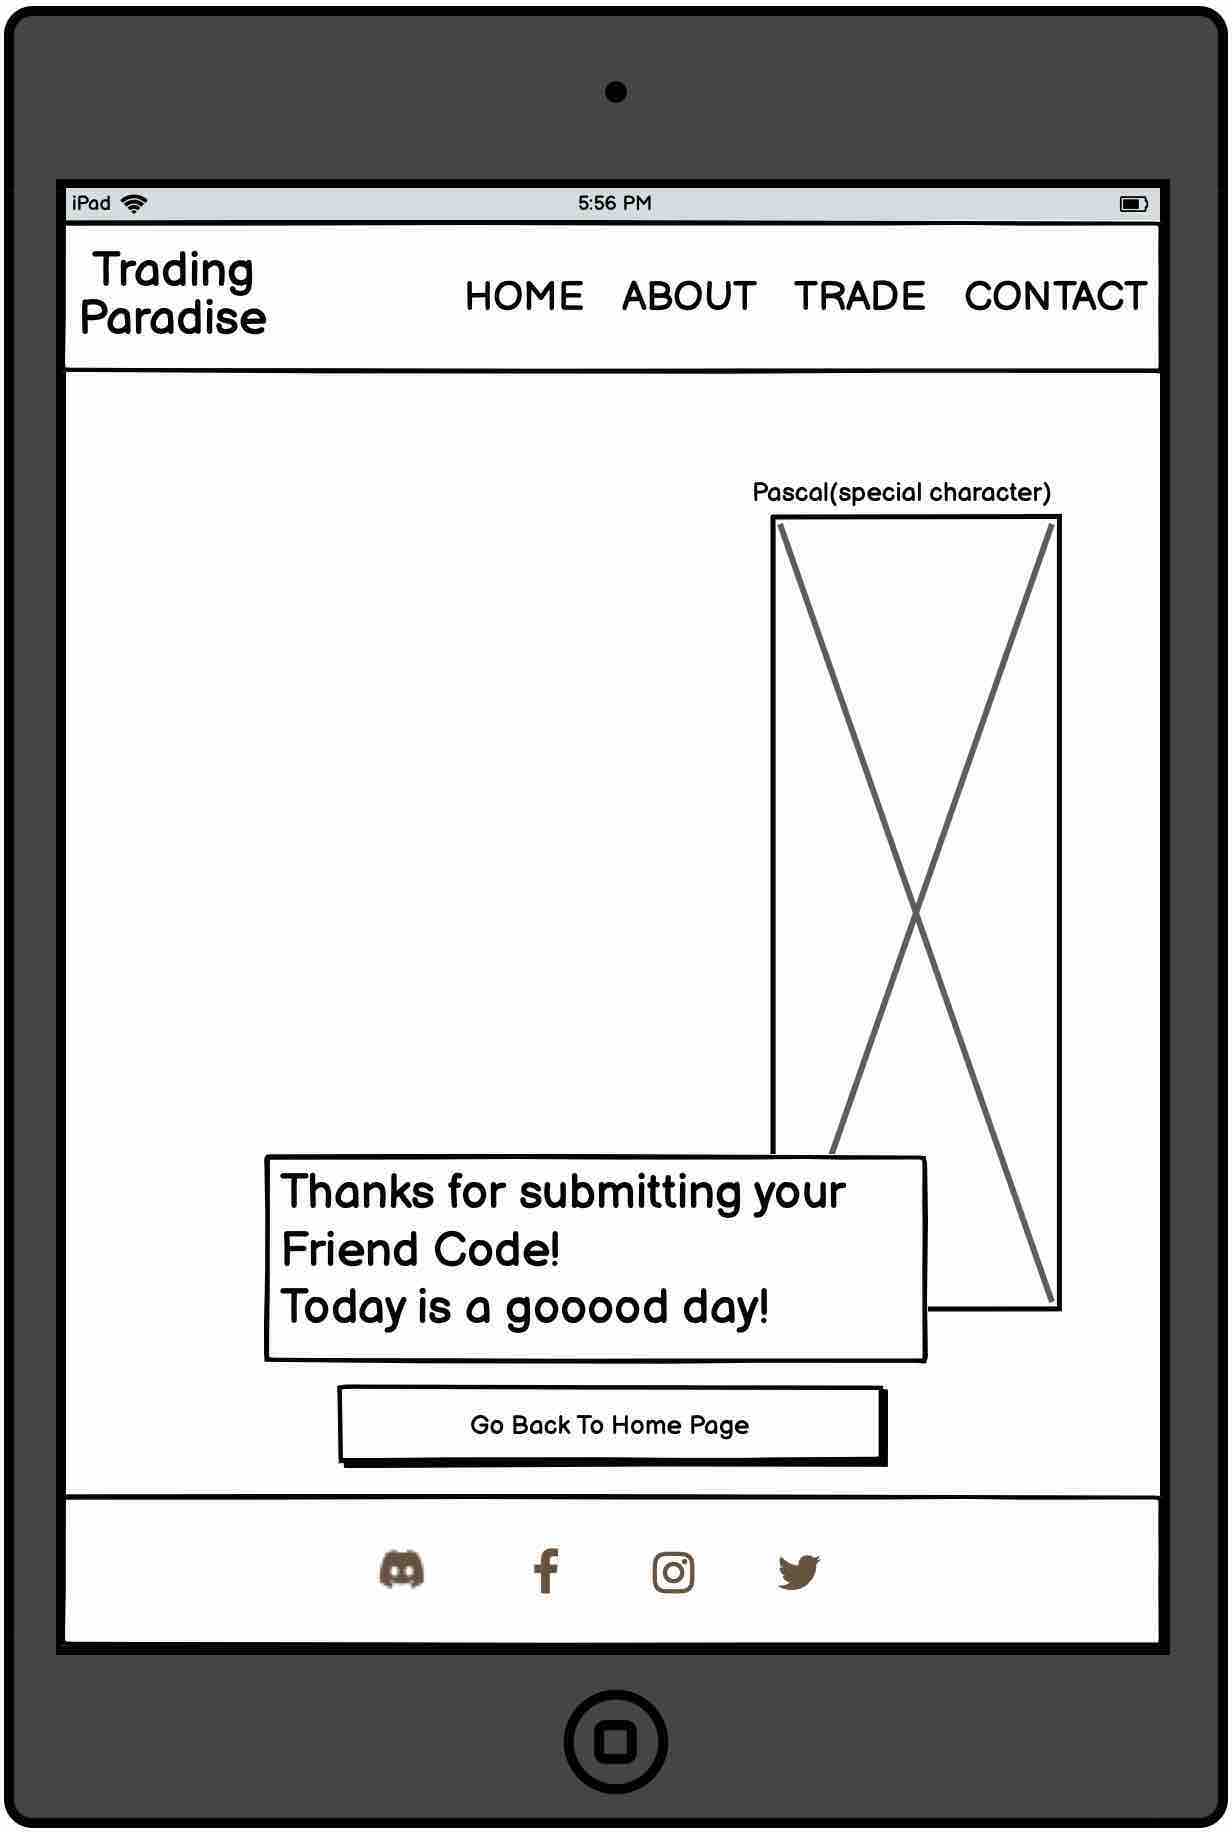 iPad
5:56 PM
Trading
Paradise
HOME ABOUT TRADE CONTACT
Pascal(special character)
Thanks for submitting your
Friend Code!
Today is a gooood day!
Go Back To Home Page